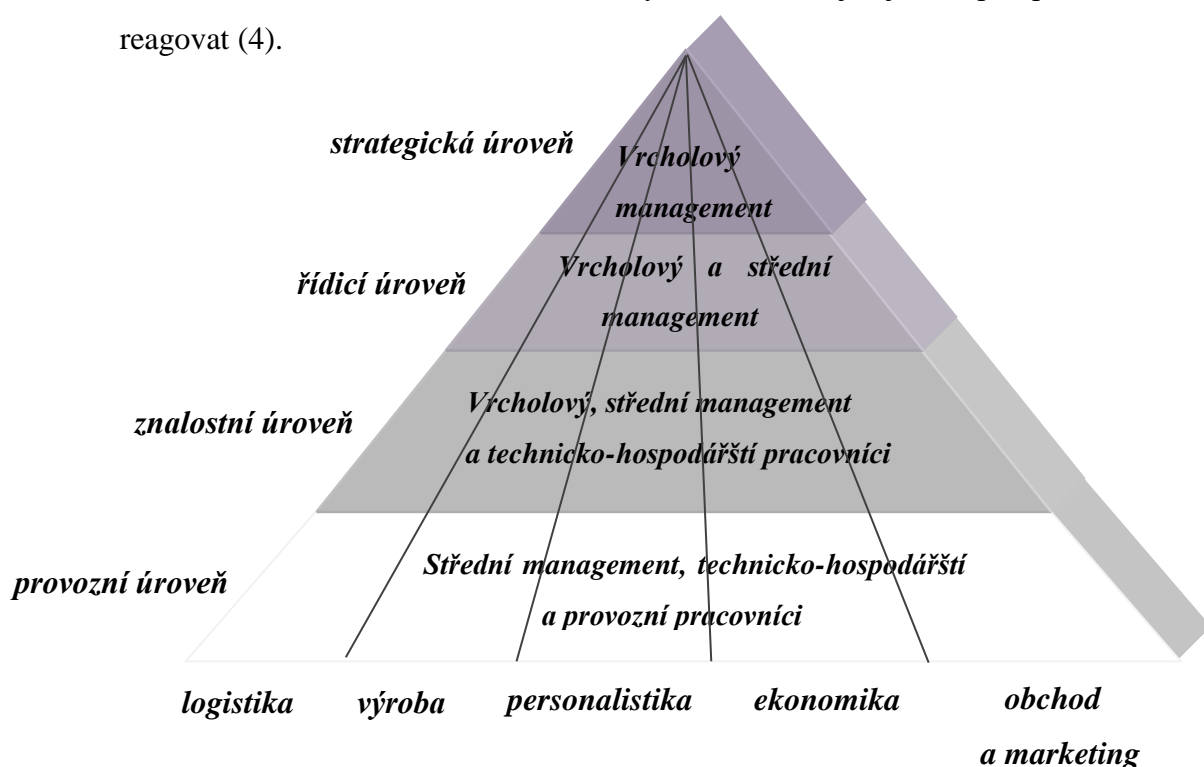 reagovat (4).
strategická úroveň
Vrcholový
management
řídicí úroveň
Vrcholový a střední
management
znalostní úroveň
Vrcholový, střední management
a technicko-hospodářští pracovníci
provozní úroveň
Střední management, technicko-hospodářští
a provozní pracovníci
logistika výroba personalistika ekonomika obchod
a marketing